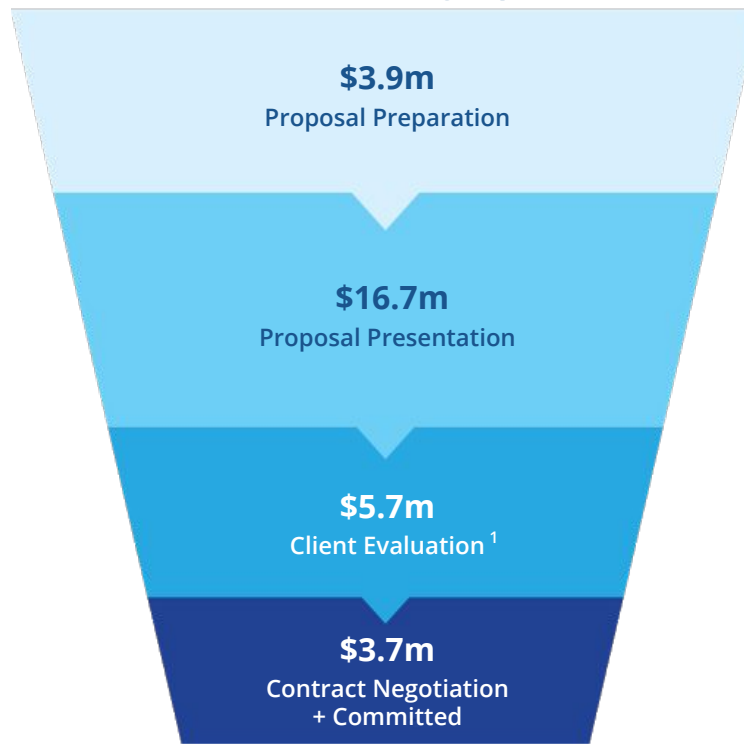 $3.9m
Proposal Preparation
$16.7m
Proposal Presentation
$5.7m
Client Evaluation 1
$3.7m
Contract Negotiation
+ Committed